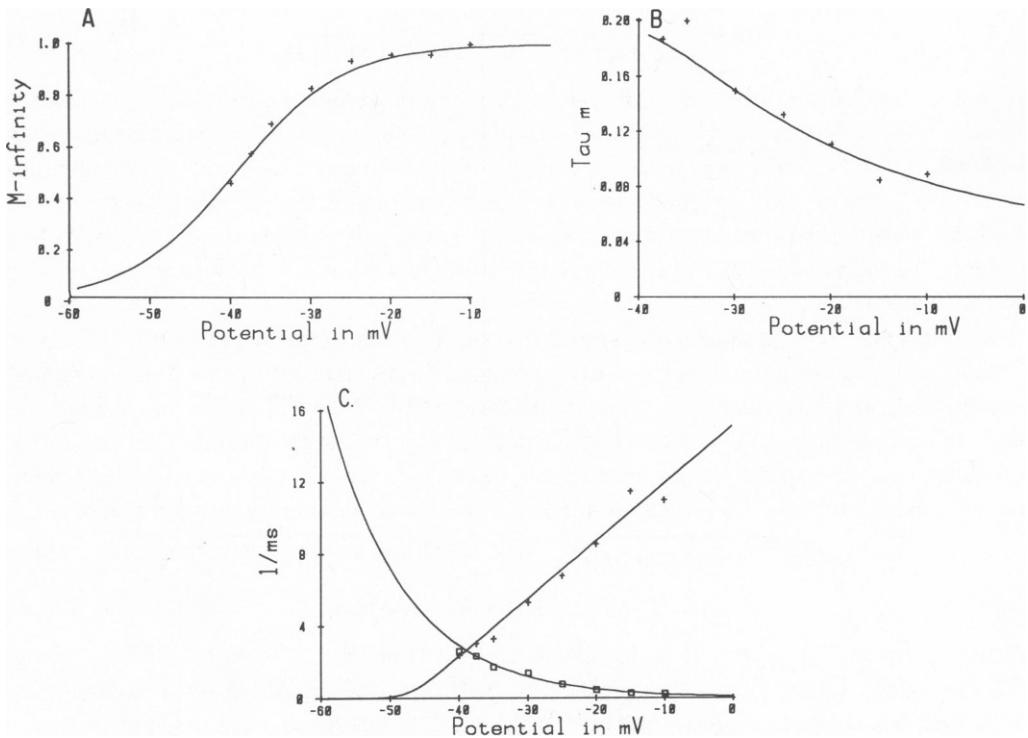 A
1.0
0.8
0.6
0.4
0.2
0
M-infinity
-60 -50 -40 -30 -20 -10
Potential in mV
B
0.20
0.16
0.12
0.08
0.04
0
Tau m
-40 -30 -20 -10 0
Potential in mV
C.
16
12
8
4
0
1/ms
-60 -50 -40 -30 -20 -10 0
Potential in mV